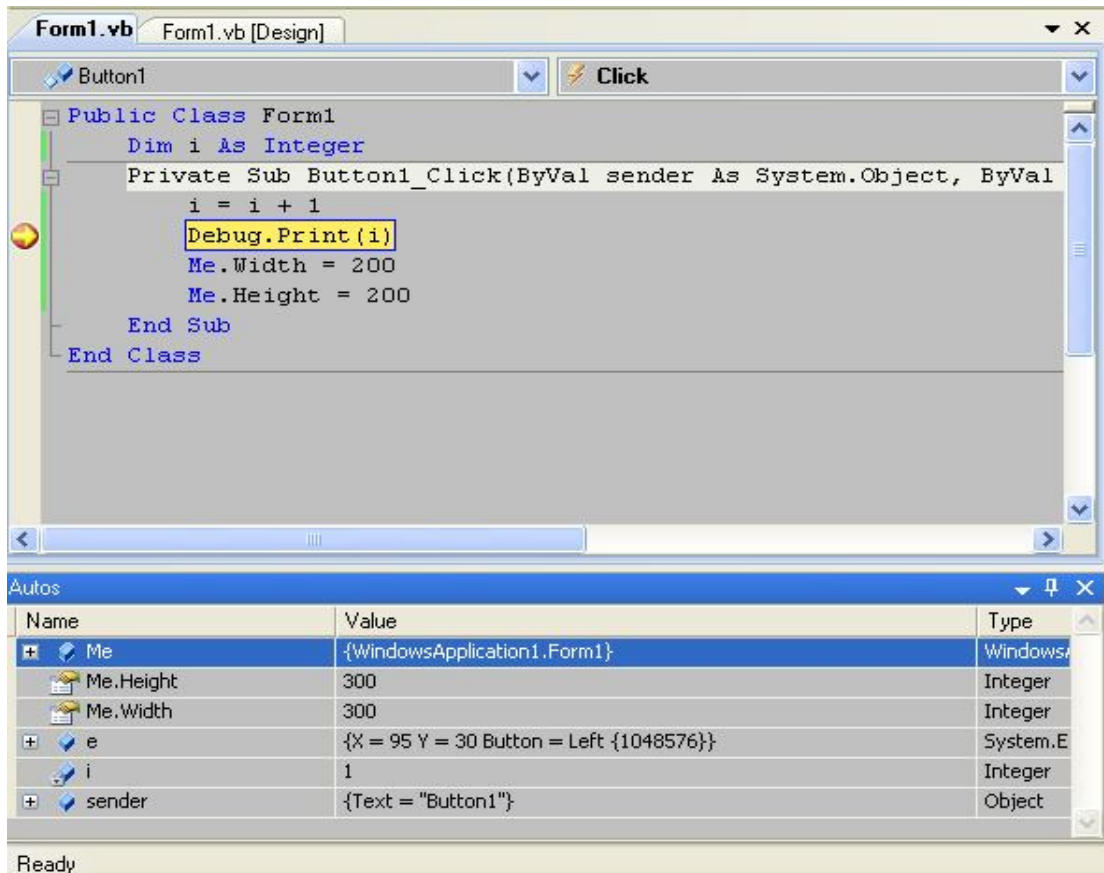 Form1.vb Form1.vb [Design]
Button1 Click
Public Class Form1
Dim i As Integer
Private Sub Button1_Click(ByVal sender As System.Object, ByVal
i = i + 1
Debug.Print(i)
Me.Width = 200
Me.Height = 200
End Sub
End Class
Autos
Name Value Type
Me {WindowsApplication1.Form1} Windows
Me.Height 300 Integer
Me.Width 300 Integer
e {X = 95 Y = 30 Button = Left {1048576}} System.E
i 1 Integer
sender {Text = "Button1"} Object
Ready